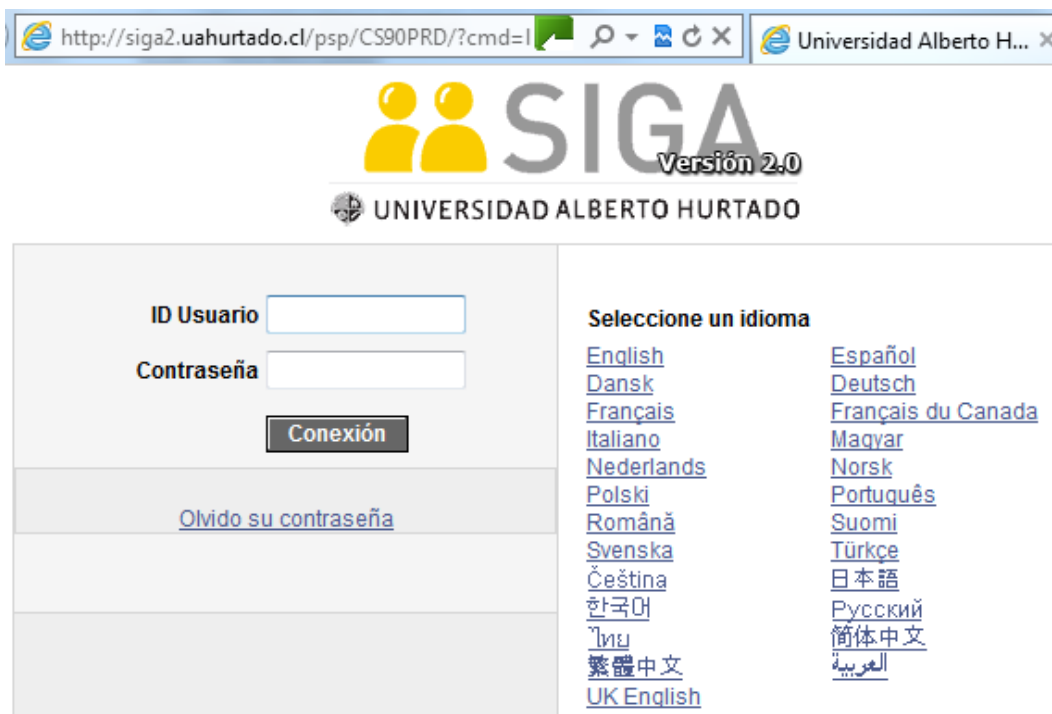 http://siga2.uahurtado.cl/psp/CS90PRD/?cmd=l
Universidad Alberto H...
SIGA
Versión 2.0
UNIVERSIDAD ALBERTO HURTADO
ID Usuario
Contraseña
Conexión
Olvido su contraseña
Seleccione un idioma
English Español
Dansk Deutsch
Français Français du Canada
Italiano Magyar
Nederlands Norsk
Polski Português
Română Suomi
Svenska Türkçe
Čeština 日本語
한국어 Русский
ไทย 简体中文
繁體中文 العربية
UK English